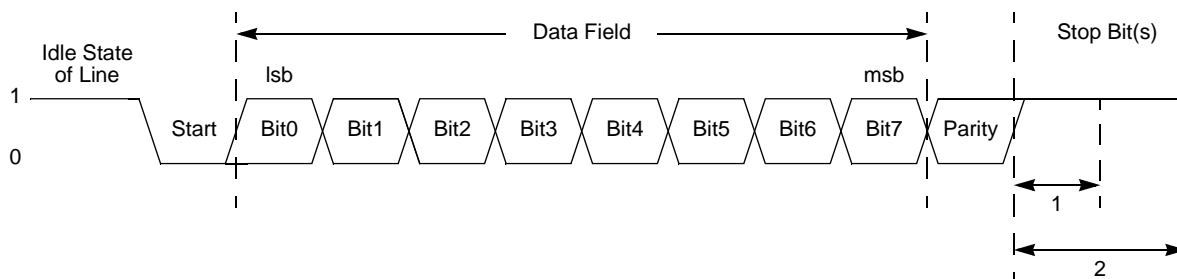 Data Field
Stop Bit(s)
Idle State
of Line
lsb
msb
1
Start
Bit0
Bit1
Bit2
Bit3
Bit4
Bit5
Bit6
Bit7
Parity
0
1
2